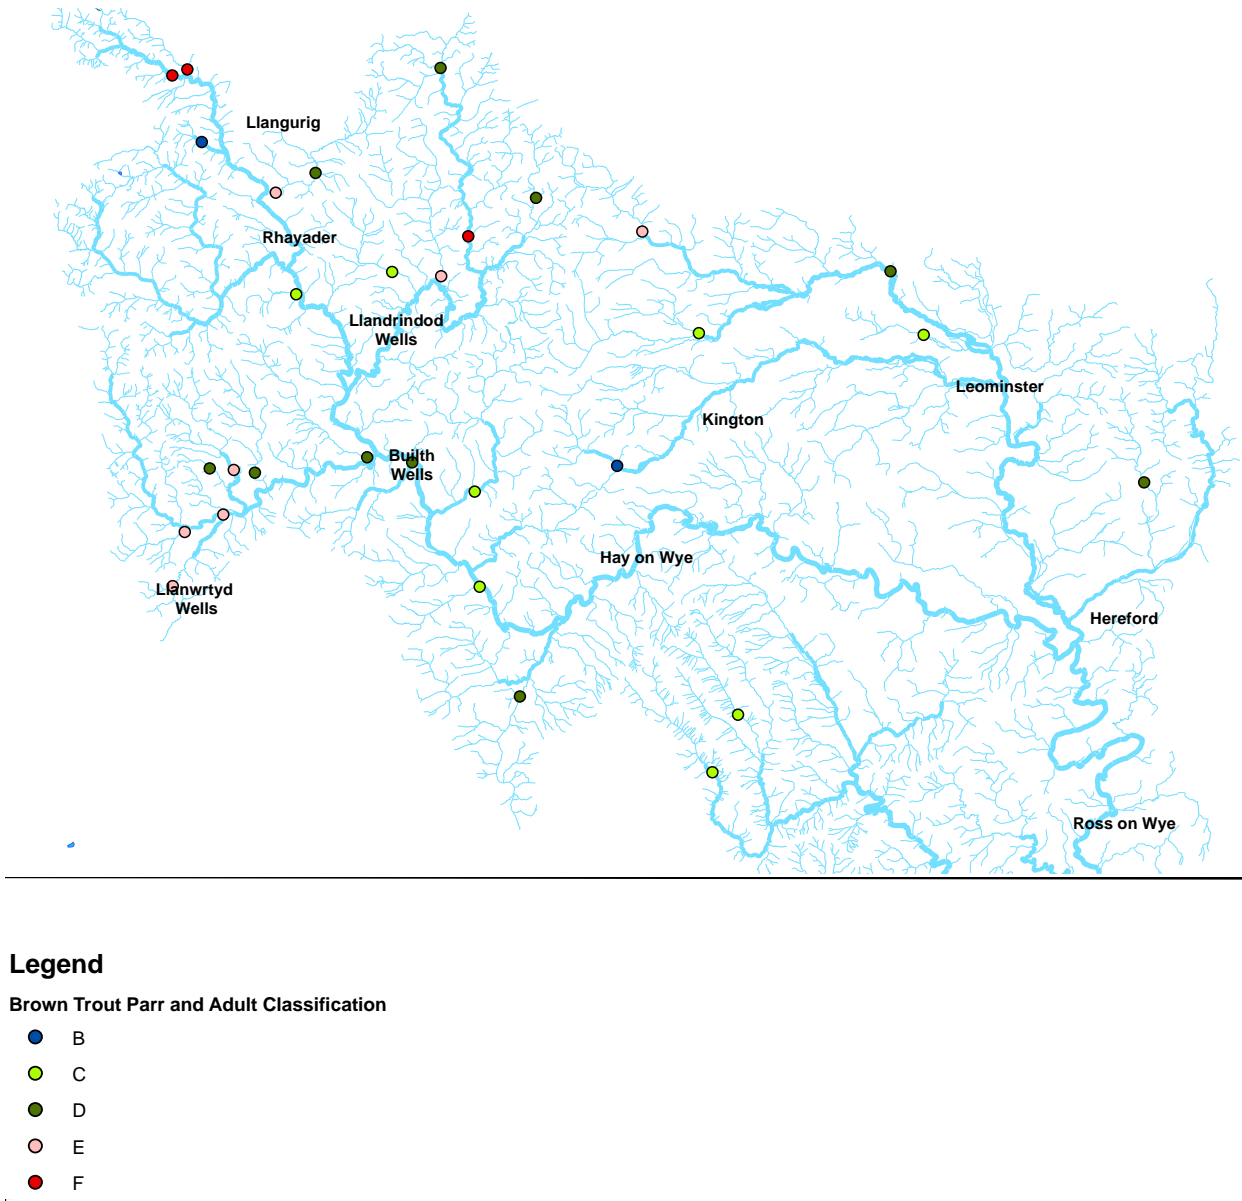 Llangurig
Rhayader
Llandrindod
Wells
Leominster
Kington
Builth
Wells
Hay on Wye
Llanwrtyd
Wells
Hereford
Ross on Wye
Legend
Brown Trout Parr and Adult Classification
B
C
D
E
F